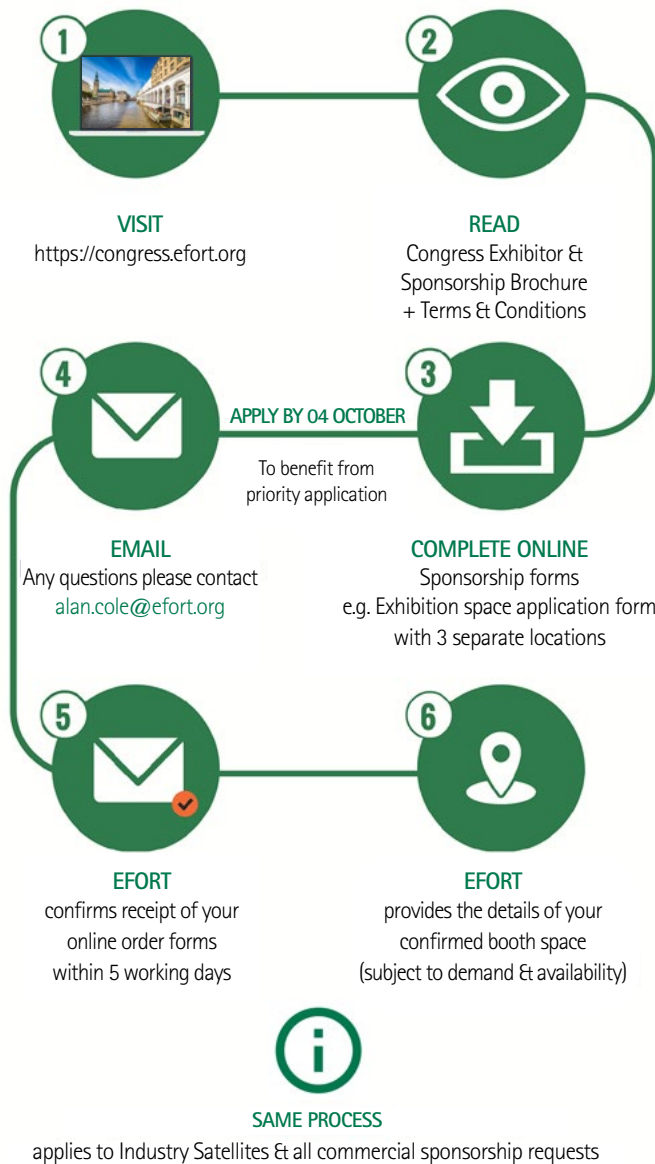 1
VISIT
https://congress.efort.org
2
READ
Congress Exhibitor &
Sponsorship Brochure
+ Terms & Conditions
3
COMPLETE ONLINE
Sponsorship forms
e.g. Exhibition space application form
with 3 separate locations
APPLY BY 04 OCTOBER
To benefit from
priority application
4
EMAIL
Any questions please contact
alan.cole@efort.org
5
EFORT
confirms receipt of your
online order forms
within 5 working days
6
EFORT
provides the details of your
confirmed booth space
(subject to demand & availability)
i
SAME PROCESS
applies to Industry Satellites & all commercial sponsorship requests